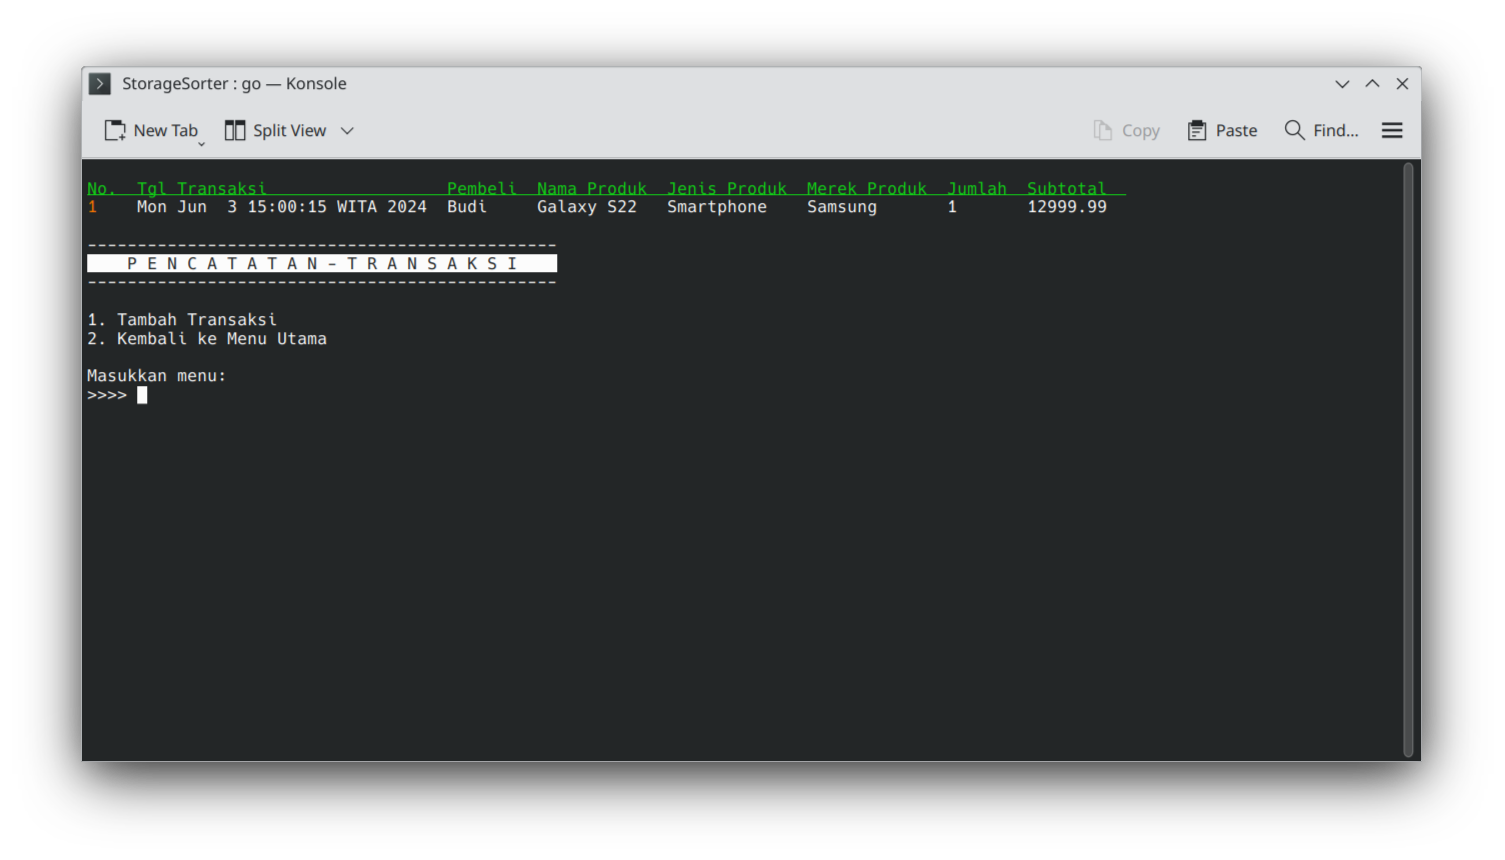 StorageSorter : go — Konsole
New Tab Split View Copy Paste Find...
No. Tgl Transaksi Pembeli Nama Produk Jenis Produk Merek Produk Jumlah Subtotal
1 Mon Jun  3 15:00:15 WITA 2024 Budi Galaxy S22 Smartphone Samsung 1 12999.99
-----------------------------------------------
P E N C A T A T A N - T R A N S A K S I
-----------------------------------------------
1. Tambah Transaksi
2. Kembali ke Menu Utama
Masukkan menu:
>>>>